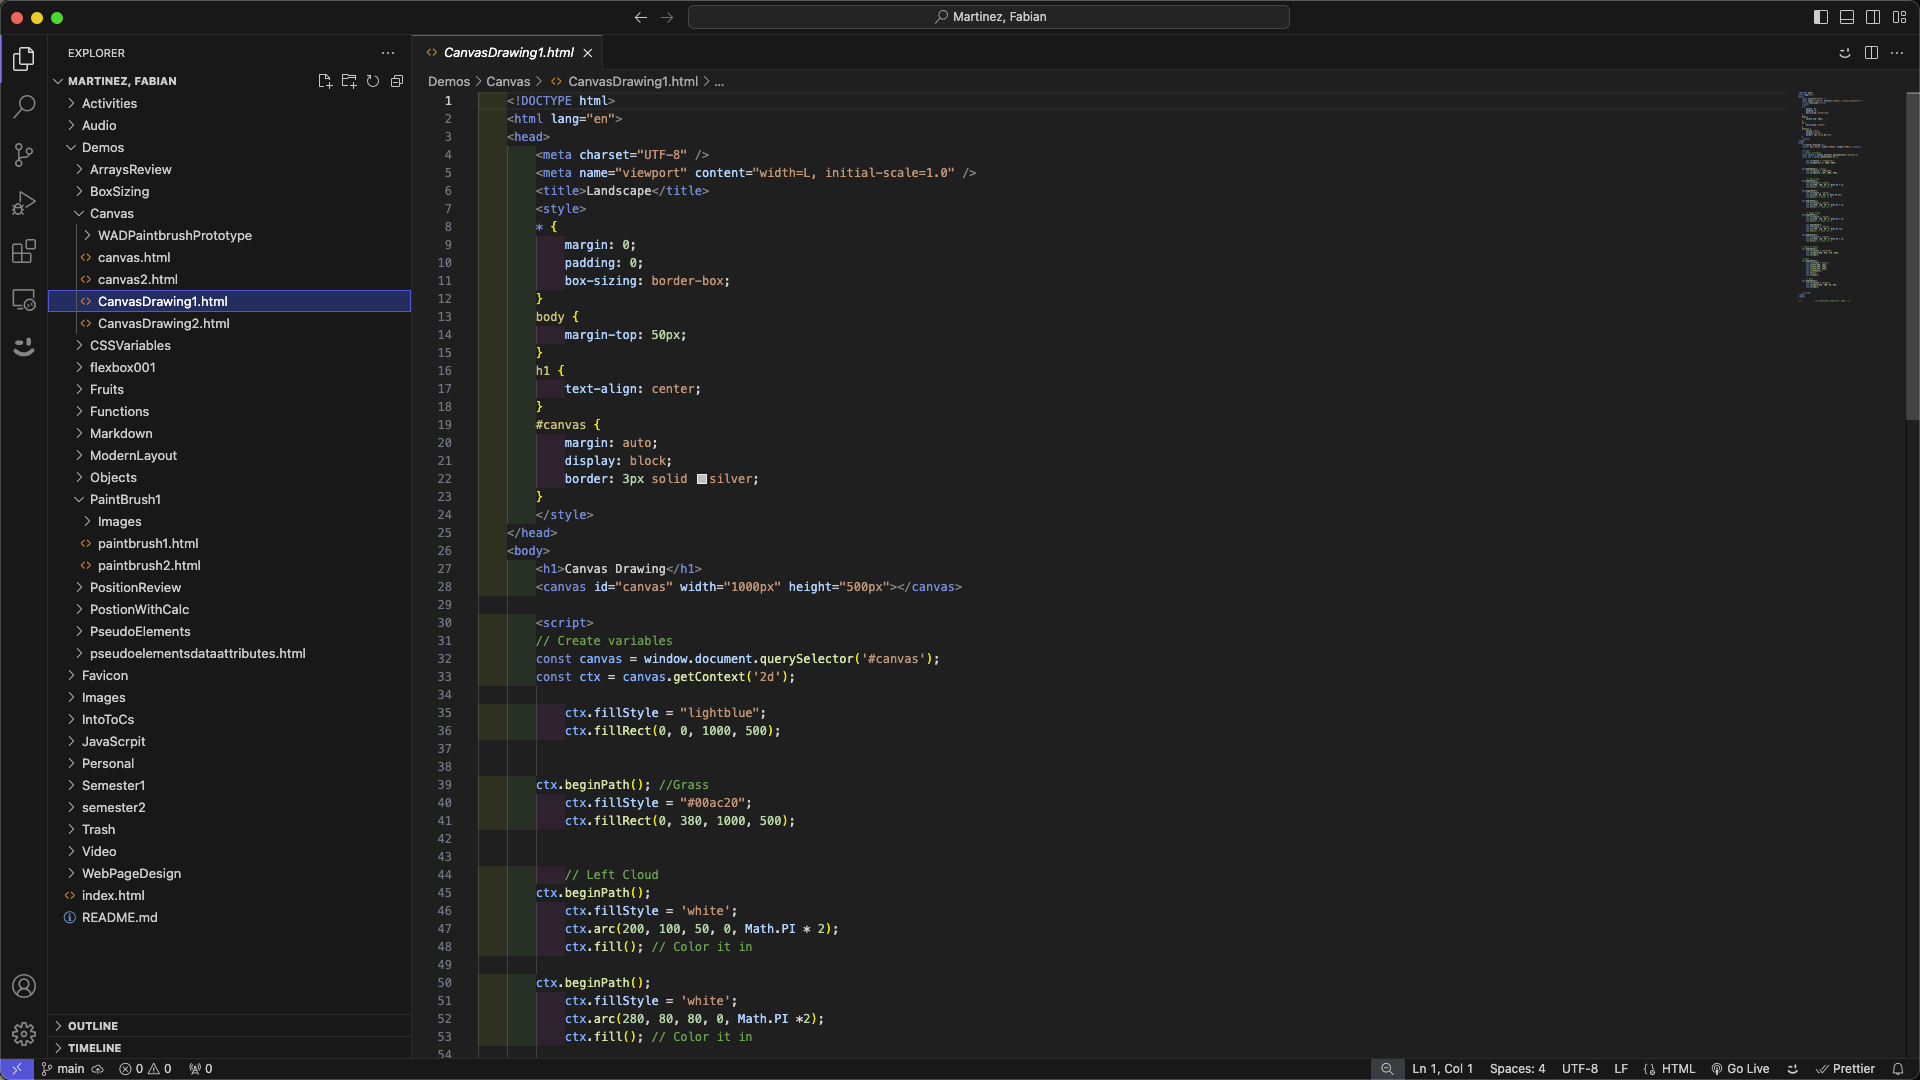 Martinez, Fabian
EXPLORER
MARTINEZ, FABIAN
Activities
Audio
Demos
ArraysReview
BoxSizing
Canvas
WADPaintbrushPrototype
canvas.html
canvas2.html
CanvasDrawing1.html
CanvasDrawing2.html
CSSVariables
flexbox001
Fruits
Functions
Markdown
ModernLayout
Objects
PaintBrush1
Images
paintbrush1.html
paintbrush2.html
PositionReview
PostionWithCalc
PseudoElements
pseudoelementsdataattributes.html
Favicon
Images
IntoToCs
JavaScrpit
Personal
Semester1
semester2
Trash
Video
WebPageDesign
index.html
README.md
OUTLINE
TIMELINE
CanvasDrawing1.html
Demos > Canvas > CanvasDrawing1.html > ...
1 <!DOCTYPE html>
2 <html lang="en">
3 <head>
4 <meta charset="UTF-8" />
5 <meta name="viewport" content="width=L, initial-scale=1.0" />
6 <title>Landscape</title>
7 <style>
8 * {
9 margin: 0;
10 padding: 0;
11 box-sizing: border-box;
12 }
13 body {
14 margin-top: 50px;
15 }
16 h1 {
17 text-align: center;
18 }
19 #canvas {
20 margin: auto;
21 display: block;
22 border: 3px solid silver;
23 }
24 </style>
25 </head>
26 <body>
27 <h1>Canvas Drawing</h1>
28 <canvas id="canvas" width="1000px" height="500px"></canvas>
29
30 <script>
31 // Create variables
32 const canvas = window.document.querySelector('#canvas');
33 const ctx = canvas.getContext('2d');
34
35 ctx.fillStyle = "lightblue";
36 ctx.fillRect(0, 0, 1000, 500);
37
38
39 ctx.beginPath(); //Grass
40 ctx.fillStyle = "#00ac20";
41 ctx.fillRect(0, 380, 1000, 500);
42
43
44 // Left Cloud
45 ctx.beginPath();
46 ctx.fillStyle = 'white';
47 ctx.arc(200, 100, 50, 0, Math.PI * 2);
48 ctx.fill(); // Color it in
49
50 ctx.beginPath();
51 ctx.fillStyle = 'white';
52 ctx.arc(280, 80, 80, 0, Math.PI *2);
53 ctx.fill(); // Color it in
54
main 0 0 0 Ln 1, Col 1 Spaces: 4 UTF-8 LF HTML Go Live Prettier